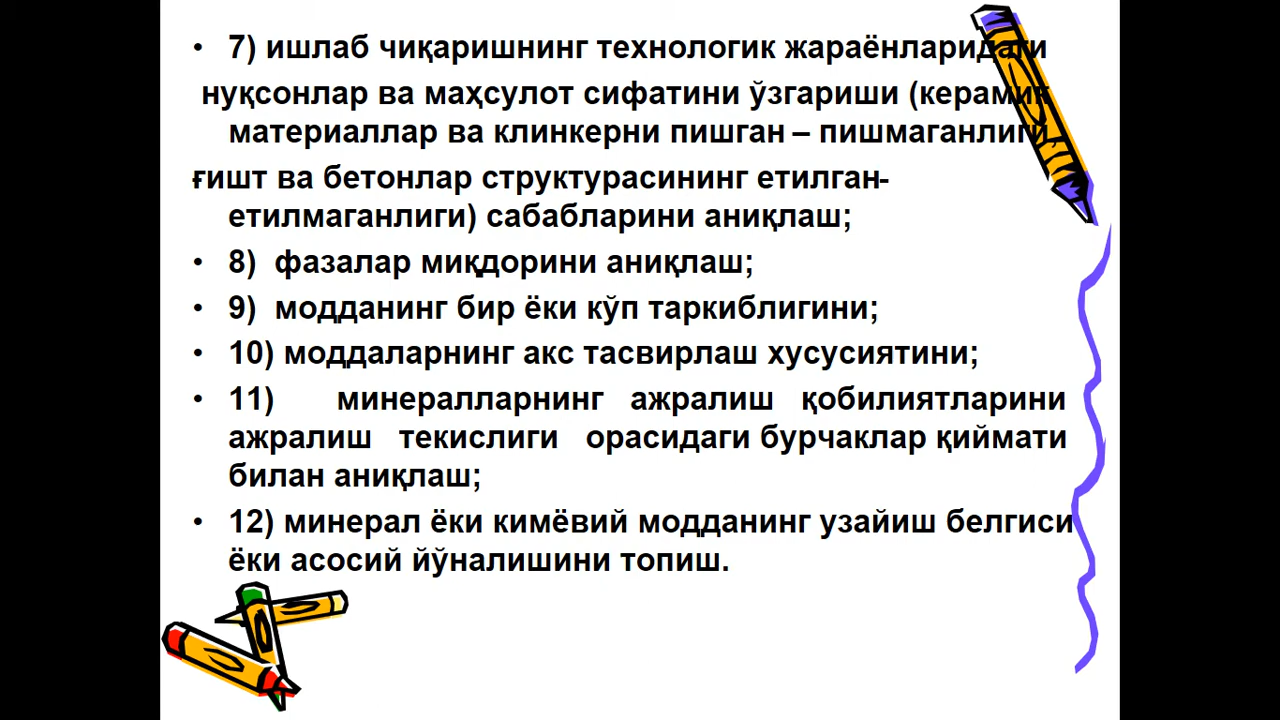 • 7) ишлаб чиқаришнинг технологик жараёнларидаги
нуқсонлар ва маҳсулот сифатини ўзгариши (керамик
материаллар ва клинкерни пишган – пишмаганлиги
ғишт ва бетонлар структурасининг етилган-
етилмаганлиги) сабабларини аниқлаш;
• 8) фазалар миқдорини аниқлаш;
• 9) модданинг бир ёки кўп таркиблигини;
• 10) моддаларнинг акс тасвирлаш хусусиятини;
• 11) минералларнинг ажралиш қобилиятларини
ажралиш текислиги орасидаги бурчаклар қиймати
билан аниқлаш;
• 12) минерал ёки кимёвий модданинг узайиш белгиси
ёки асосий йўналишини топиш.